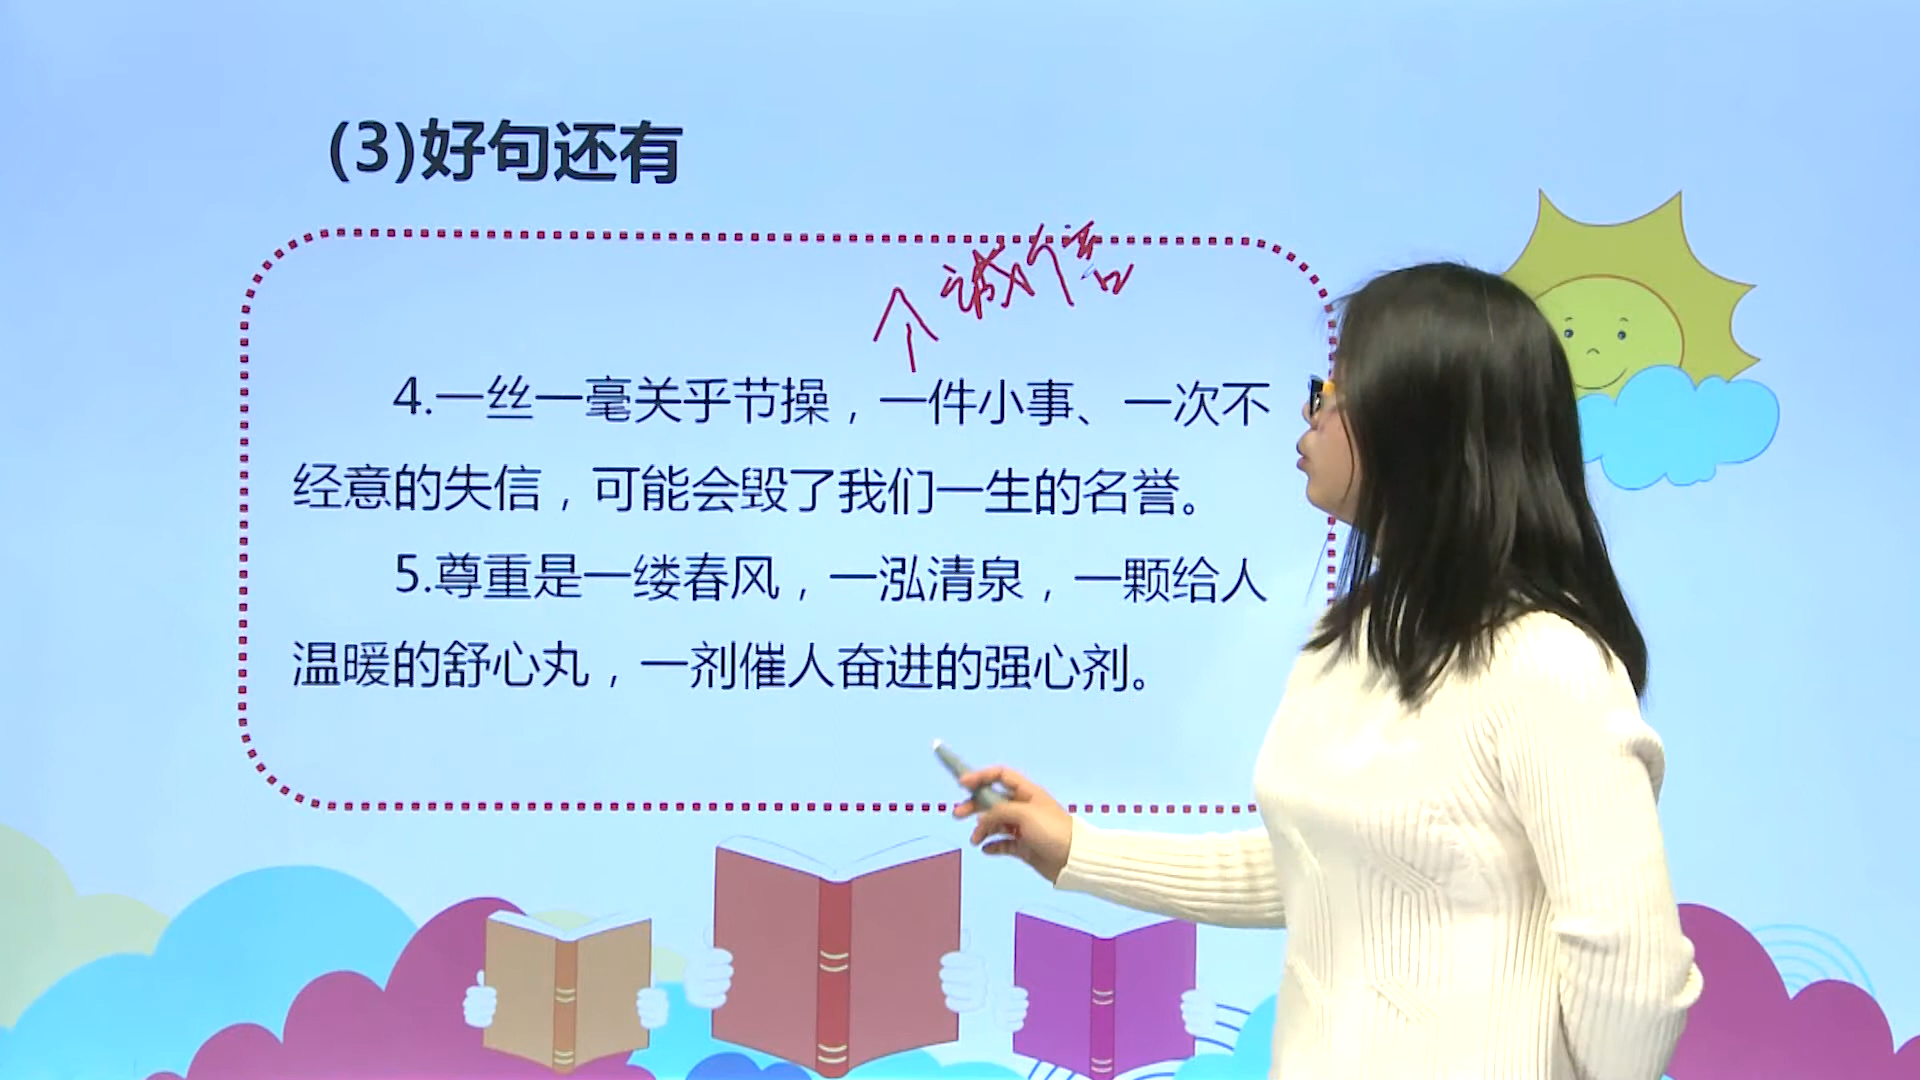 (3)好句还有
个诚信
4.一丝一毫关乎节操，一件小事、一次不
经意的失信，可能会毁了我们一生的名誉。
5.尊重是一缕春风，一泓清泉，一颗给人
温暖的舒心丸，一剂催人奋进的强心剂。